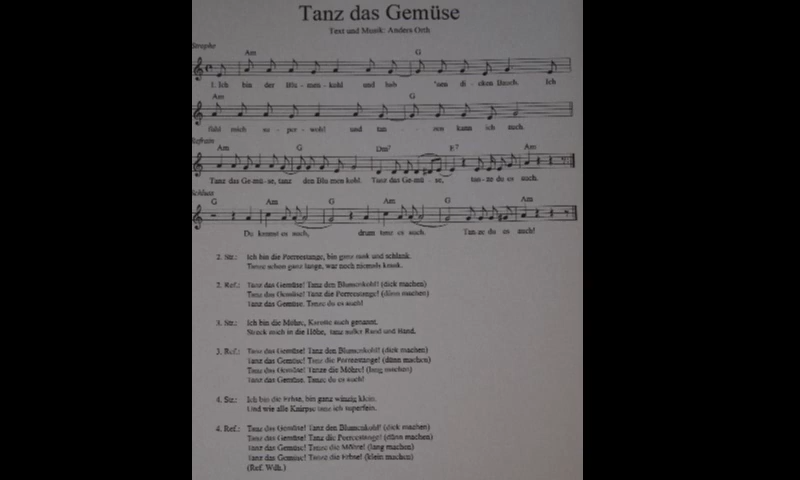 Tanz das Gemüse
Text und Musik: Anders Orth
Strophe
Am G
1. Ich bin der Blu - men - kohl und hab 'nen di - cken Bauch. Ich
Am G
fühl mich su - per - wohl und tan - zen kann ich auch.
Refrain
Am G Dm7 E7 Am
Tanz das Ge-mü - se, tanz den Blu men kohl. Tanz das Ge-mü - se, tan-ze du es auch.
Schluss
G Am G Am G Am
Du kannst es auch, drum tanz es auch. Tan-ze du es auch!
2. Str.: Ich bin die Porreestange, bin ganz rank und schlank.
Tanze schon ganz lange, war noch niemals krank.
2. Ref.: Tanz das Gemüse! Tanz den Blumenkohl! (dick machen)
Tanz das Gemüse! Tanz die Porreestange! (dünn machen)
Tanz das Gemüse. Tanze du es auch!
3. Str.: Ich bin die Möhre, Karotte auch genannt.
Streck mich in die Höhe, tanz außer Rand und Band.
3. Ref.: Tanz das Gemüse! Tanz den Blumenkohl! (dick machen)
Tanz das Gemüse! Tanz die Porreestange! (dünn machen)
Tanz das Gemüse! Tanze die Möhre! (lang machen)
Tanz das Gemüse. Tanze du es auch!
4. Str.: Ich bin die Erbse, bin ganz winzig klein.
Und wie alle Knirpse tanz ich superfein.
4. Ref.: Tanz das Gemüse! Tanz den Blumenkohl! (dick machen)
Tanz das Gemüse! Tanz die Porreestange! (dünn machen)
Tanz das Gemüse! Tanze die Möhre! (lang machen)
Tanz das Gemüse! Tanze die Erbse! (klein machen)
(Ref. Wdh.)